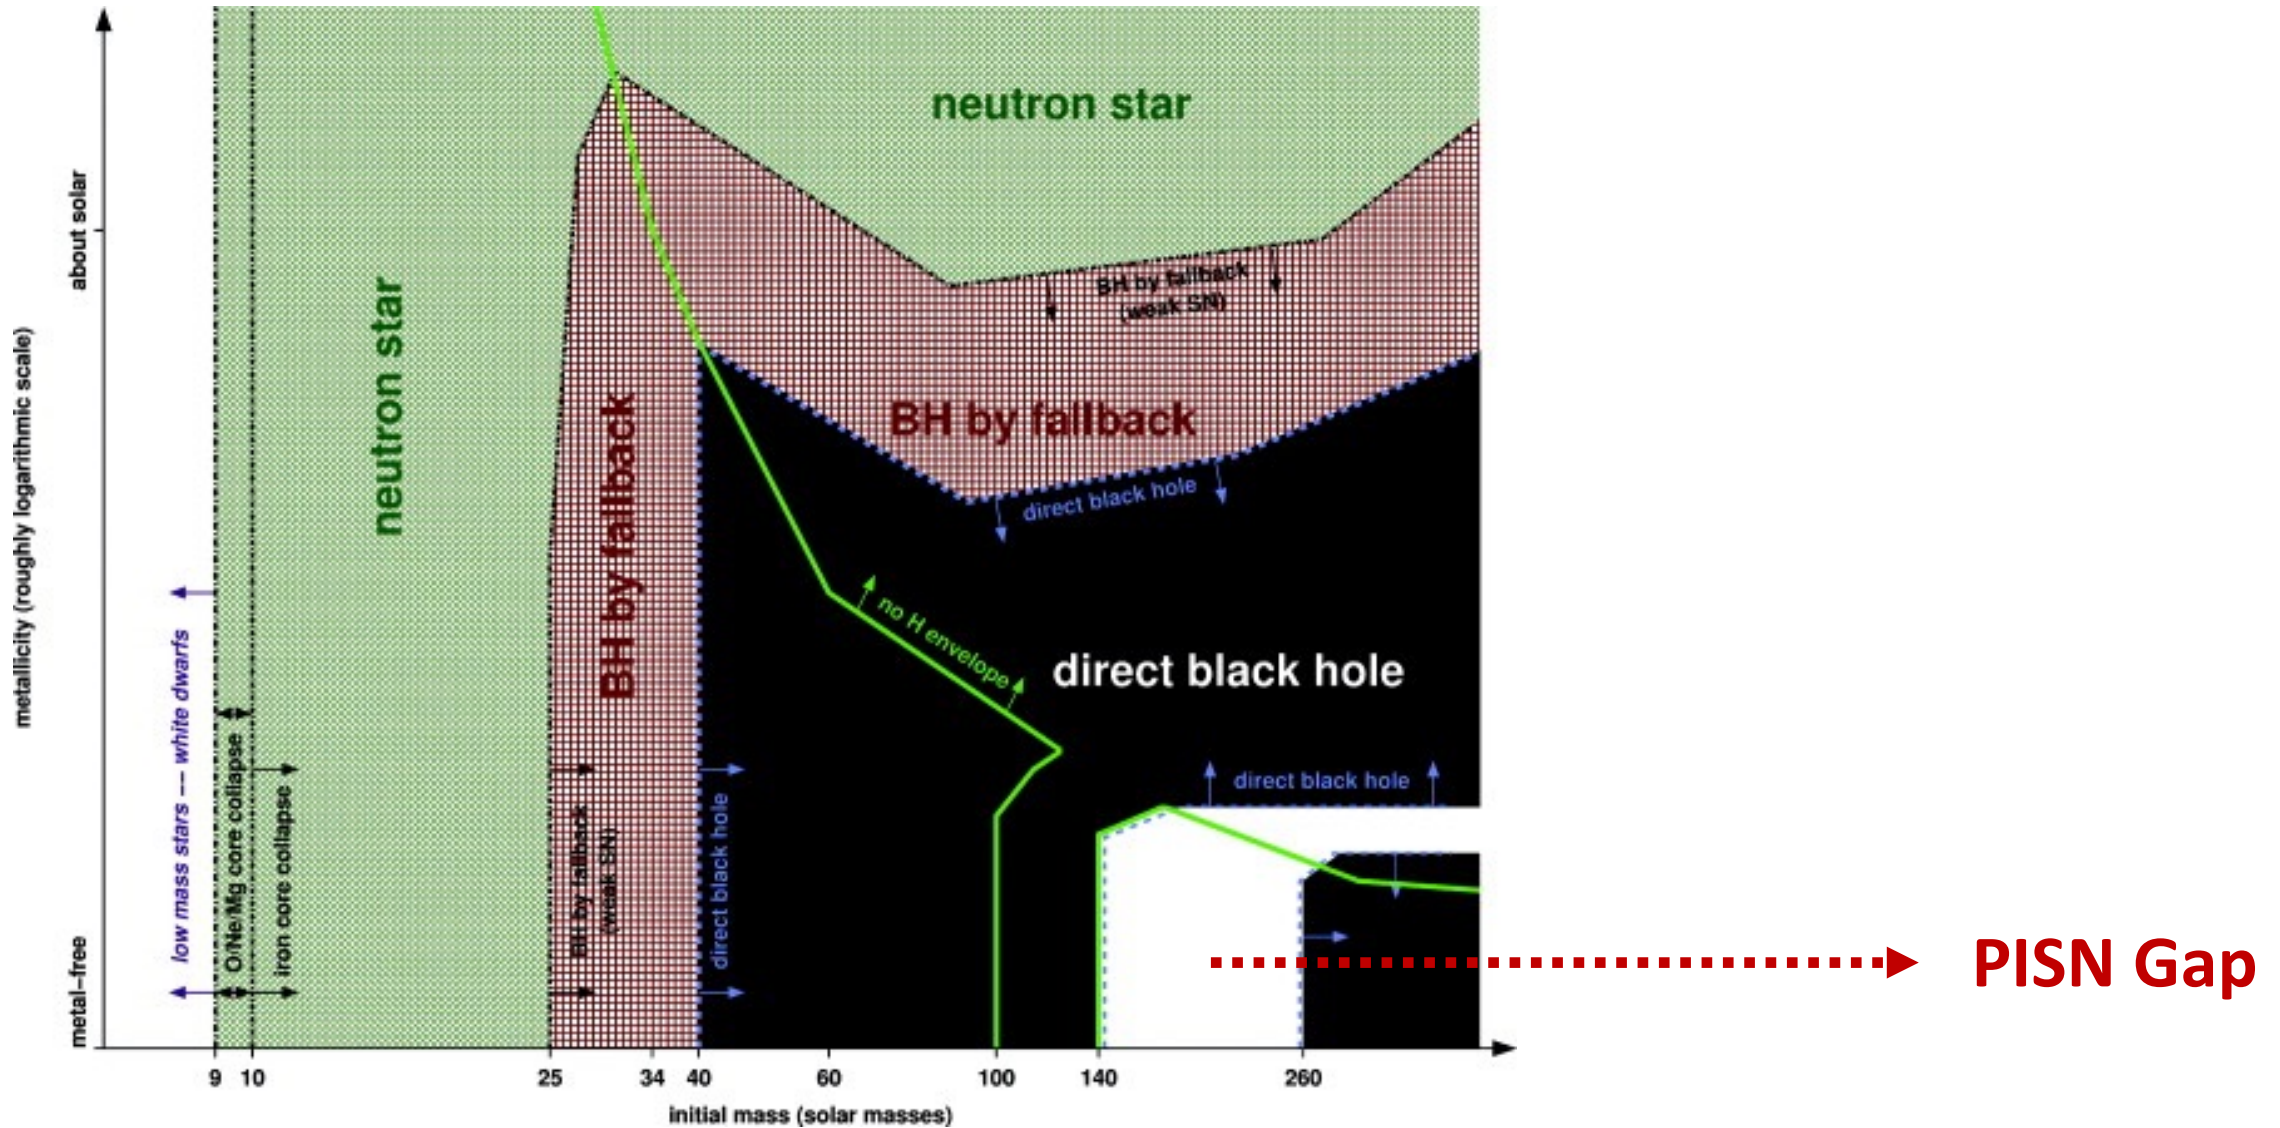 neutron star
about solar
BH by fallback
(weak SN)
neutron star
metallicity (roughly logarithmic scale)
BH by fallback
BH by fallback
direct black hole
no H envelope
direct black hole
low mass stars –– white dwarfs
O/Ne/Mg core collapse
iron core collapse
BH by fallback
(weak SN)
direct black hole
direct black hole
metal–free
PISN Gap
9 10 25 34 40 60 100 140 260
initial mass (solar masses)